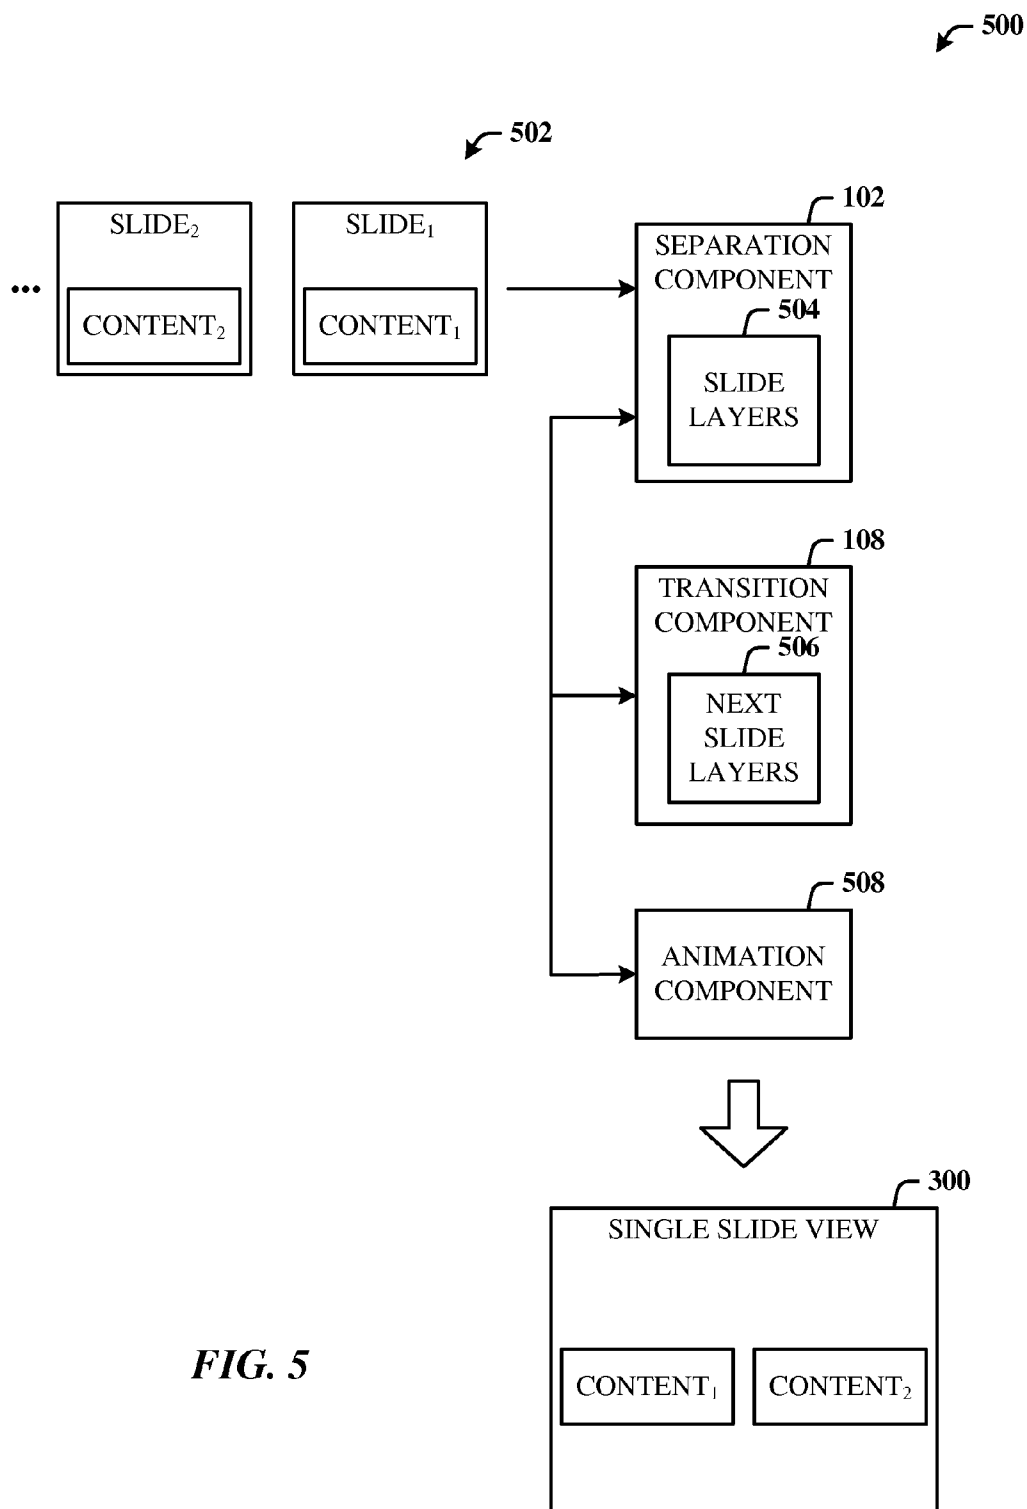 500
502
102
SLIDE₂
SLIDE₁
SEPARATION
COMPONENT
...
CONTENT₂
CONTENT₁
504
SLIDE
LAYERS
108
TRANSITION
COMPONENT
506
NEXT
SLIDE
LAYERS
508
ANIMATION
COMPONENT
300
SINGLE SLIDE VIEW
FIG. 5
CONTENT₁
CONTENT₂